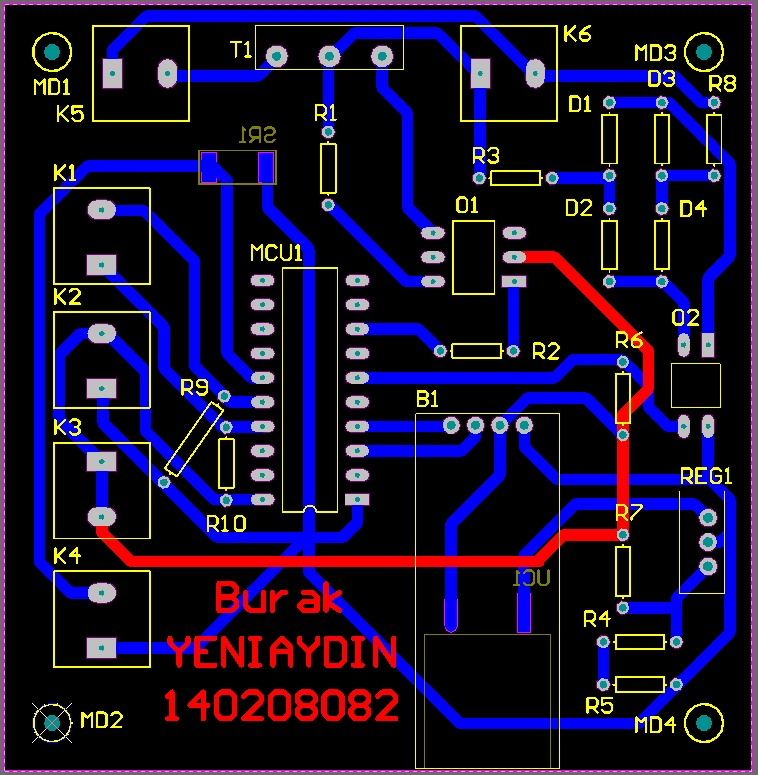 K6
T1
MD3
D3
MD1
R8
K5
D1
R1
SR1
R3
K1
O1
D2
D4
MCU1
K2
O2
R6
R2
R9
B1
K3
REG1
R10
R7
K4
UC1
Burak
R4
YENIAYDIN
R5
140208082
MD2
MD4